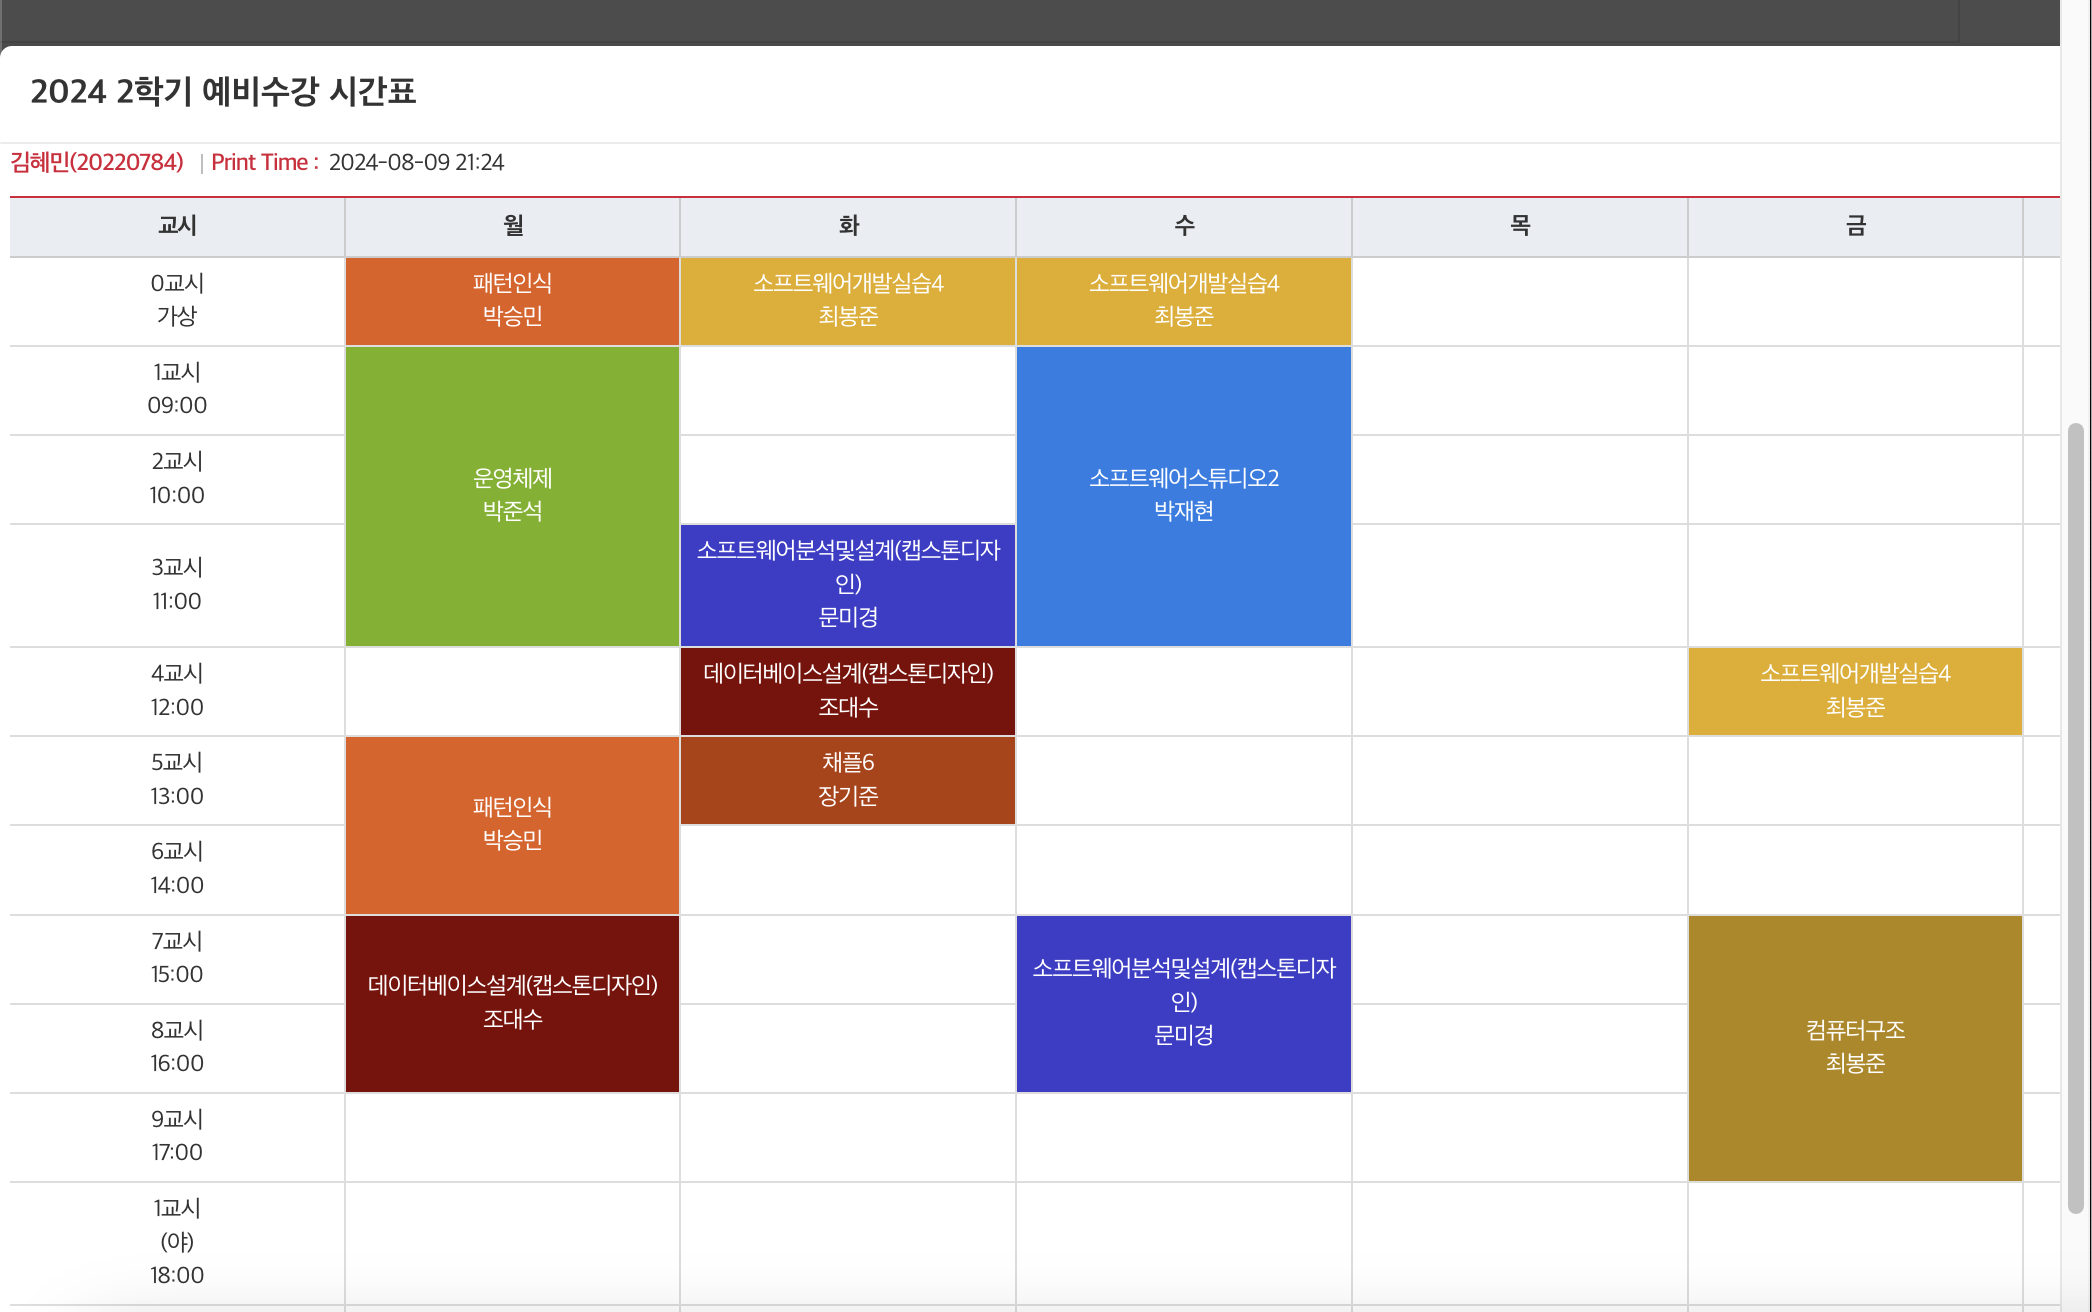 2024 2학기 예비수강 시간표
김혜민(20220784) | Print Time : 2024-08-09 21:24
교시 월 화 수 목 금
0교시
가상
패턴인식
박승민
소프트웨어개발실습4
최봉준
소프트웨어개발실습4
최봉준
1교시
09:00
운영체제
박준석
소프트웨어스튜디오2
박재현
2교시
10:00
3교시
11:00
소프트웨어분석및설계(캡스톤디자
인)
문미경
4교시
12:00
데이터베이스설계(캡스톤디자인)
조대수
소프트웨어개발실습4
최봉준
5교시
13:00
패턴인식
박승민
채플6
장기준
6교시
14:00
7교시
15:00
데이터베이스설계(캡스톤디자인)
조대수
소프트웨어분석및설계(캡스톤디자
인)
문미경
컴퓨터구조
최봉준
8교시
16:00
9교시
17:00
1교시
(야)
18:00